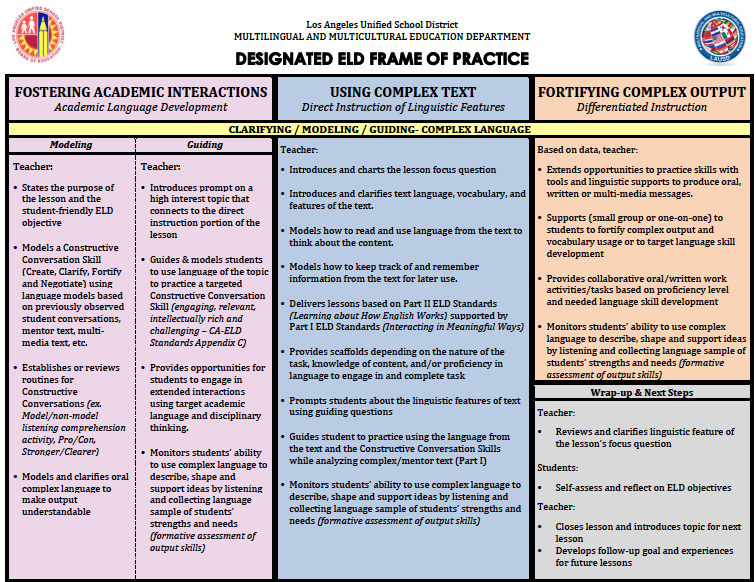 Los Angeles Unified School District
MULTILINGUAL AND MULTICULTURAL EDUCATION DEPARTMENT
DESIGNATED ELD FRAME OF PRACTICE
FOSTERING ACADEMIC INTERACTIONS
Academic Language Development
USING COMPLEX TEXT
Direct Instruction of Linguistic Features
FORTIFYING COMPLEX OUTPUT
Differentiated Instruction
CLARIFYING / MODELING / GUIDING- COMPLEX LANGUAGE
Modeling
Teacher:
• States the purpose of
the lesson and the
student-friendly ELD
objective
• Models a Constructive
Conversation Skill
(Create, Clarify, Fortify
and Negotiate) using
language models based
on previously observed
student conversations,
mentor text, multi-
media text, etc.
• Establishes or reviews
routines for
Constructive
Conversations (ex.
Model/non-model
listening comprehension
activity, Pro/Con,
Stronger/Clearer)
• Models and clarifies oral
complex language to
make output
understandable
Guiding
Teacher:
• Introduces prompt on a
high interest topic that
connects to the direct
instruction portion of the
lesson
• Guides & models students
to use language of the topic
to practice a targeted
Constructive Conversation
Skill (engaging, relevant,
intellectually rich and
challenging – CA-ELD
Standards Appendix C)
• Provides opportunities for
students to engage in
extended interactions
using target academic
language and disciplinary
thinking.
• Monitors students' ability
to use complex language to
describe, shape and
support ideas by listening
and collecting language
sample of students'
strengths and needs
(formative assessment of
output skills)
Teacher:
• Introduces and charts the lesson focus question
• Introduces and clarifies text language, vocabulary, and
features of the text.
• Models how to read and use language from the text to
think about the content.
• Models how to keep track of and remember
information from the text for later use.
• Delivers lessons based on Part II ELD Standards
(Learning about How English Works) supported by
Part I ELD Standards (Interacting in Meaningful Ways)
• Provides scaffolds depending on the nature of the
task, knowledge of content, and/or proficiency in
language to engage in and complete task
• Prompts students about the linguistic features of text
using guiding questions
• Guides student to practice using the language from
the text and the Constructive Conversation Skills
while analyzing complex/mentor text (Part I)
• Monitors students' ability to use complex language to
describe, shape and support ideas by listening and
collecting language sample of students' strengths and
needs (formative assessment of output skills)
Based on data, teacher:
• Extends opportunities to practice skills with
tools and linguistic supports to produce oral,
written or multi-media messages.
• Supports (small group or one-on-one) to
students to fortify complex output and
vocabulary usage or to target language skill
development
• Provides collaborative oral/written work
activities/tasks based on proficiency level
and needed language skill development
• Monitors students' ability to use complex
language to describe, shape and support ideas
by listening and collecting language sample of
students' strengths and needs (formative
assessment of output skills)
Wrap-up & Next Steps
Teacher:
• Reviews and clarifies linguistic feature of
the lesson's focus question
Students:
• Self-assess and reflect on ELD objectives
Teacher:
• Closes lesson and introduces topic for next
lesson
• Develops follow-up goal and experiences
for future lessons